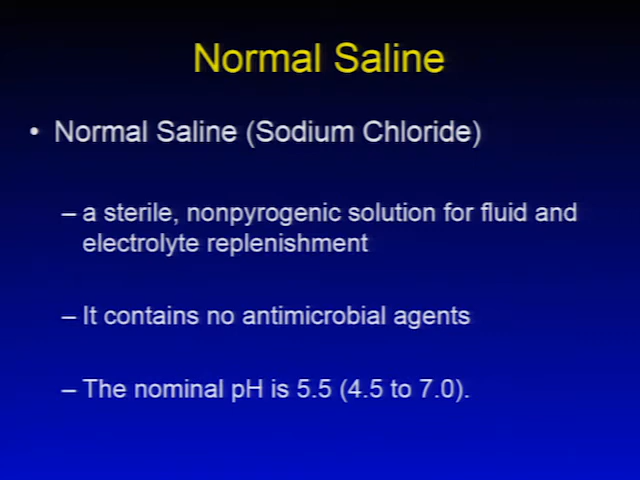 Normal Saline
• Normal Saline (Sodium Chloride)
– a sterile, nonpyrogenic solution for fluid and
electrolyte replenishment
– It contains no antimicrobial agents
– The nominal pH is 5.5 (4.5 to 7.0).